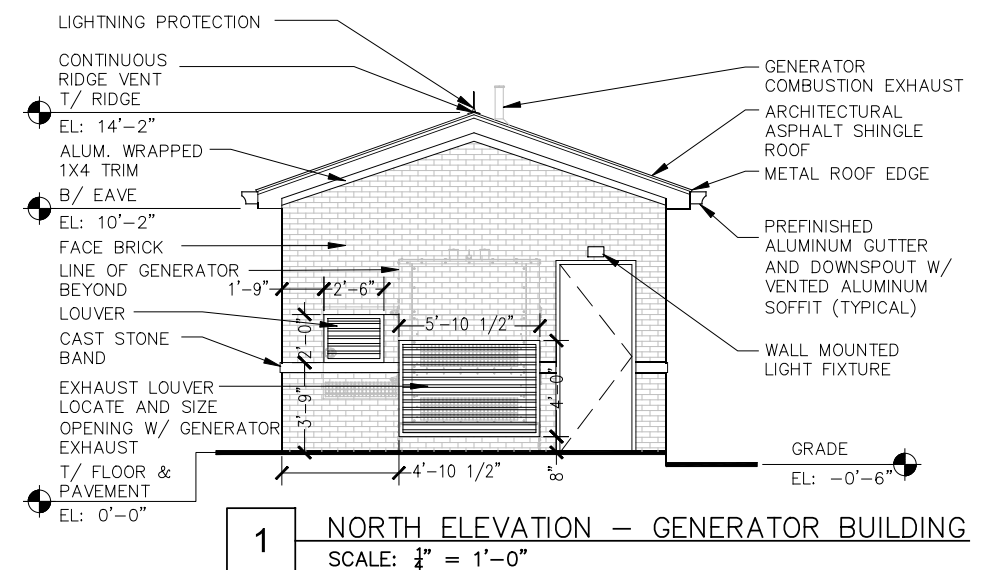 LIGHTNING PROTECTION
CONTINUOUS
RIDGE VENT
T/ RIDGE
EL: 14'-2"
ALUM. WRAPPED
1X4 TRIM
B/ EAVE
EL: 10'-2"
FACE BRICK
LINE OF GENERATOR
BEYOND
1'-9"
2'-6"
LOUVER
2'-0"
5'-10 1/2"
CAST STONE
BAND
EXHAUST LOUVER
LOCATE AND SIZE
OPENING W/ GENERATOR
EXHAUST
3'-9"
4'-0"
T/ FLOOR &
PAVEMENT
EL: 0'-0"
4'-10 1/2"
8"
GENERATOR
COMBUSTION EXHAUST
ARCHITECTURAL
ASPHALT SHINGLE
ROOF
METAL ROOF EDGE
PREFINISHED
ALUMINUM GUTTER
AND DOWNSPOUT W/
VENTED ALUMINUM
SOFFIT (TYPICAL)
WALL MOUNTED
LIGHT FIXTURE
GRADE
EL: -0'-6"
1
NORTH ELEVATION - GENERATOR BUILDING
SCALE: 1/4" = 1'-0"